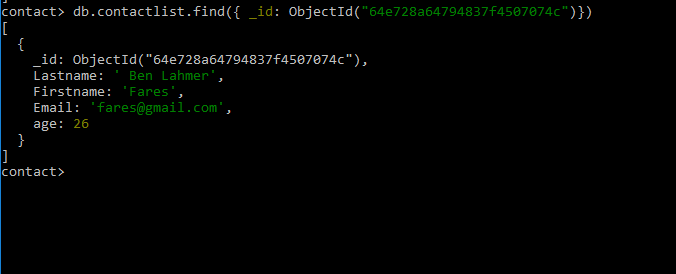 contact> db.contactlist.find({ _id: ObjectId("64e728a64794837f4507074c")})
[
  {
    _id: ObjectId("64e728a64794837f4507074c"),
    Lastname: ' Ben Lahmer',
    Firstname: 'Fares',
    Email: 'fares@gmail.com',
    age: 26
  }
]
contact>